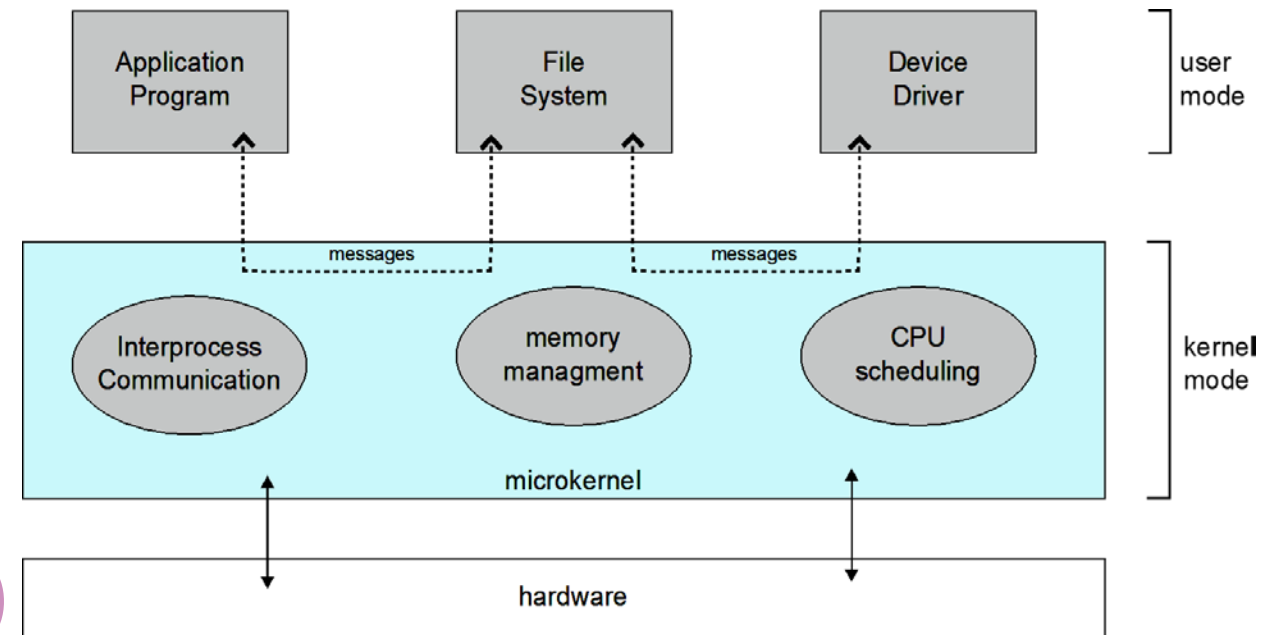 Application
Program
File
System
Device
Driver
user
mode
messages
messages
Interprocess
Communication
memory
managment
CPU
scheduling
kernel
mode
microkernel
hardware